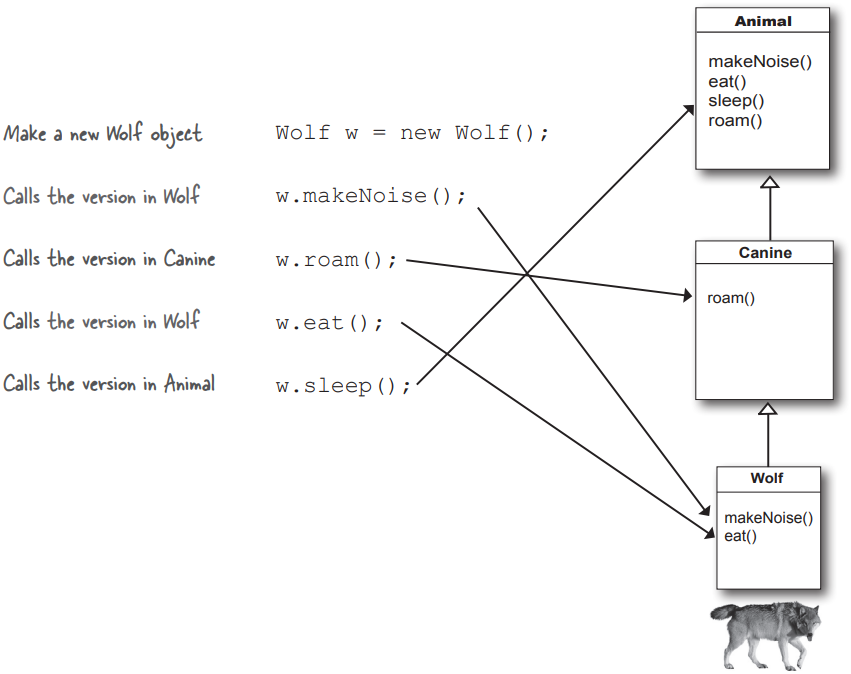 Make a new Wolf object
Wolf w = new Wolf();
Calls the version in Wolf
w.makeNoise();
Calls the version in Canine
w.roam();
Calls the version in Wolf
w.eat();
Calls the version in Animal
w.sleep();
Animal
makeNoise()
eat()
sleep()
roam()
Canine
roam()
Wolf
makeNoise()
eat()